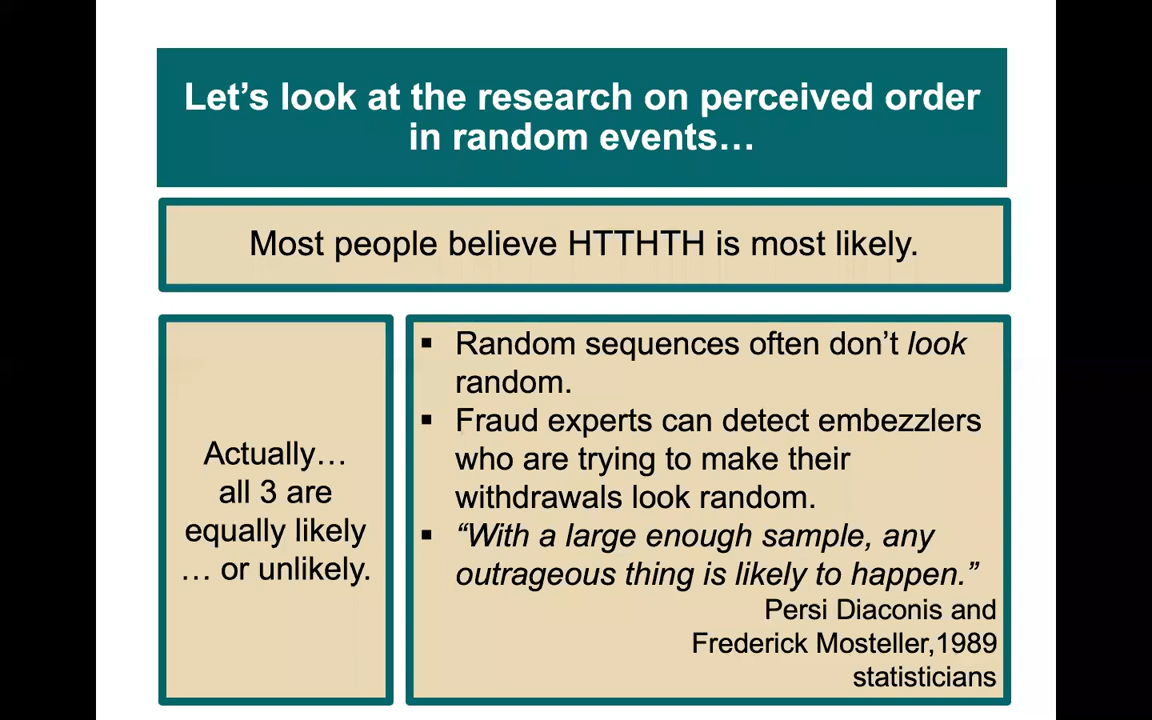 Let’s look at the research on perceived order
in random events…
Most people believe HTTHTH is most likely.
Actually…
all 3 are
equally likely
… or unlikely.
▪ Random sequences often don’t look
random.
▪ Fraud experts can detect embezzlers
who are trying to make their
withdrawals look random.
▪ “With a large enough sample, any
outrageous thing is likely to happen.”
Persi Diaconis and
Frederick Mosteller,1989
statisticians